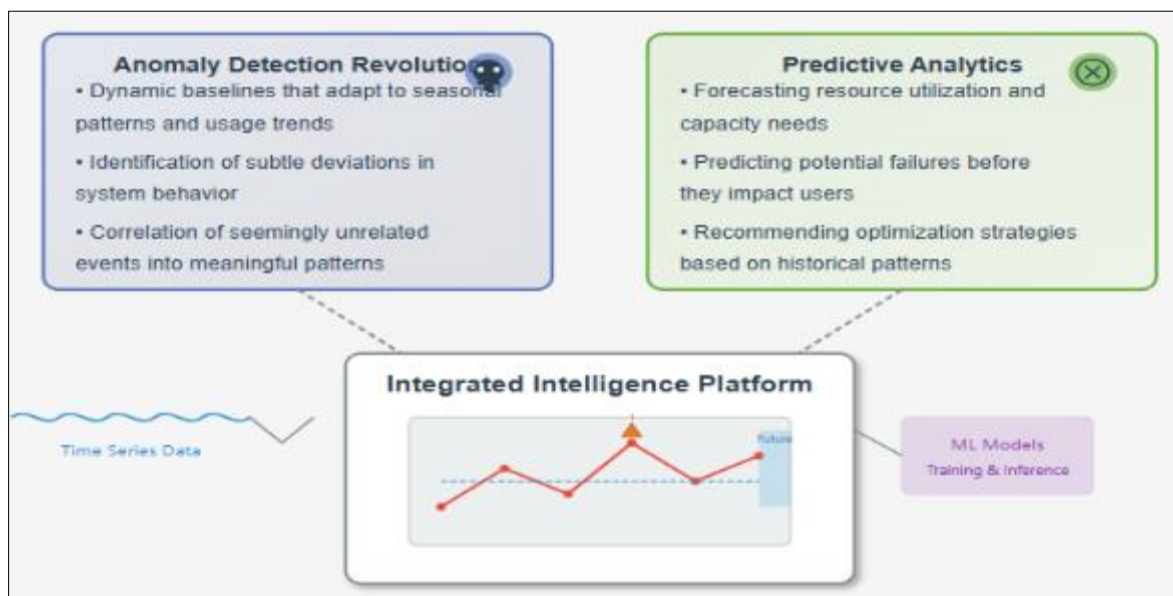 Anomaly Detection Revolution
• Dynamic baselines that adapt to seasonal
patterns and usage trends
• Identification of subtle deviations in
system behavior
• Correlation of seemingly unrelated
events into meaningful patterns
Predictive Analytics
• Forecasting resource utilization and
capacity needs
• Predicting potential failures before
they impact users
• Recommending optimization strategies
based on historical patterns
Integrated Intelligence Platform
Future
Time Series Data
ML Models
Training & Inference